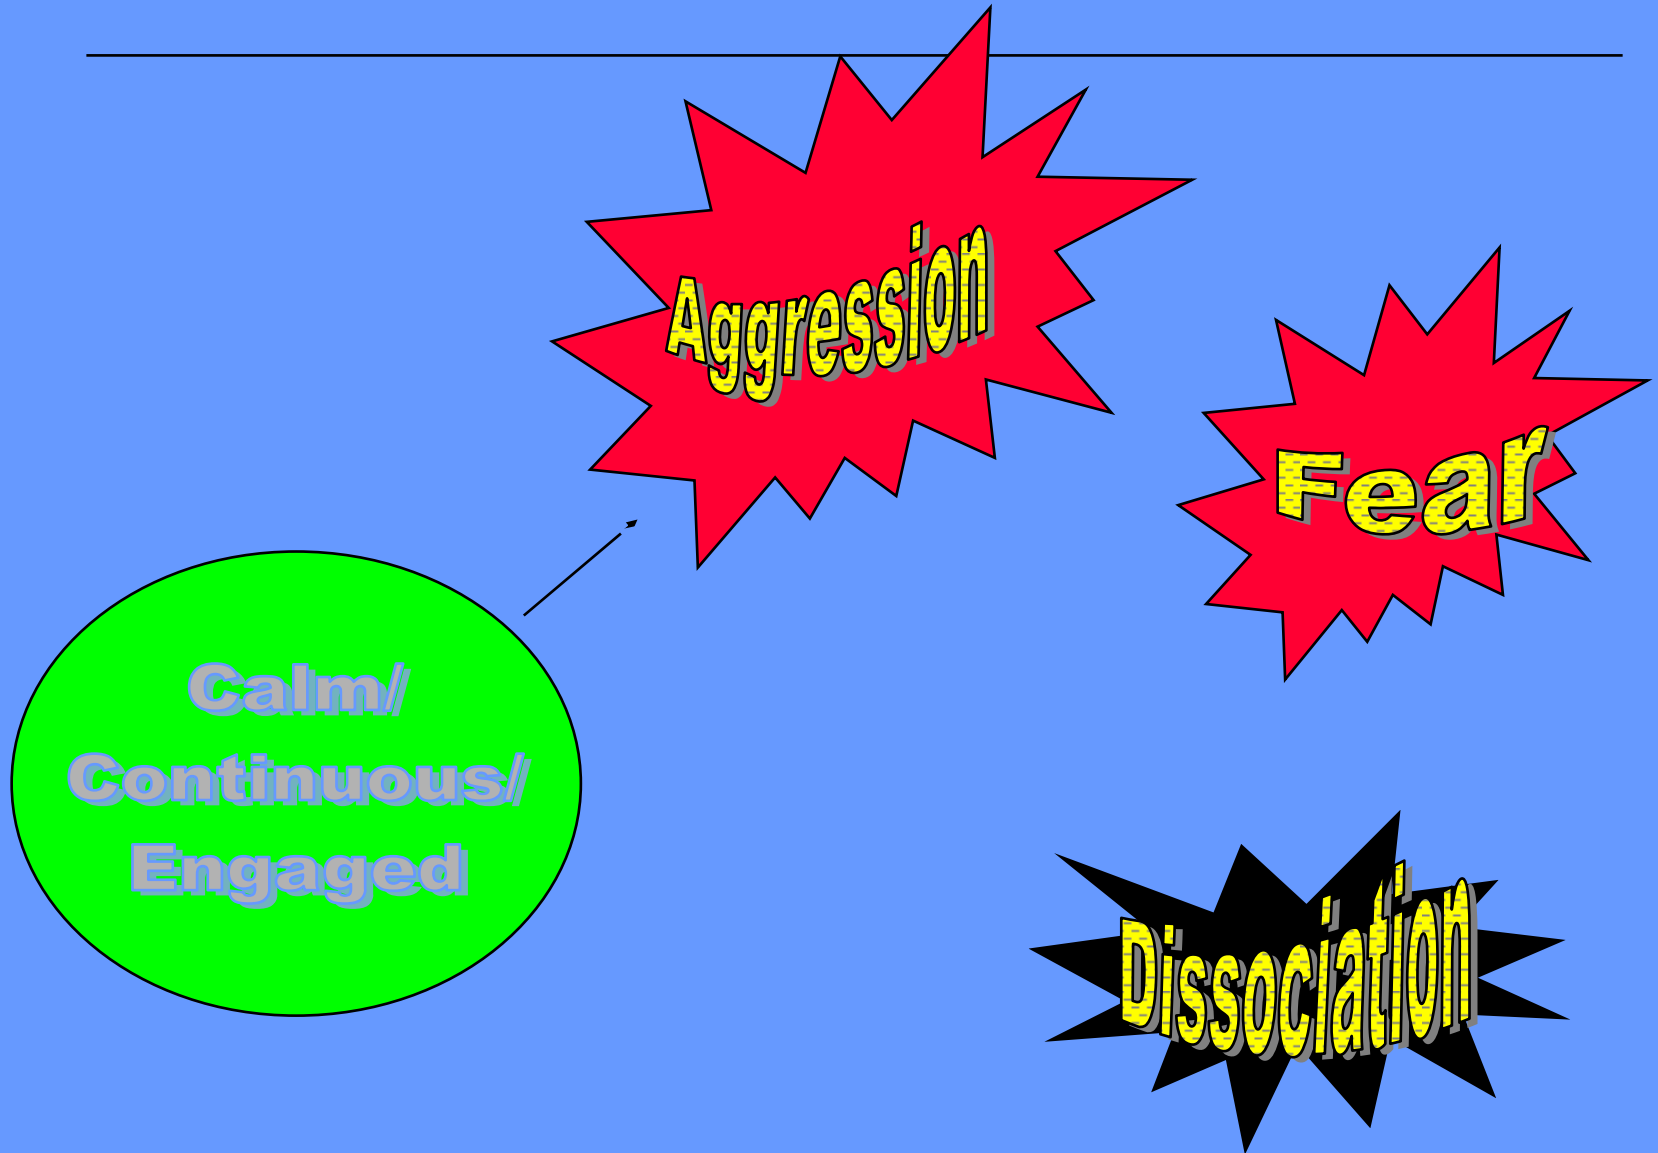 Aggression
Fear
Calm/
Continuous/
Engaged
Dissociation